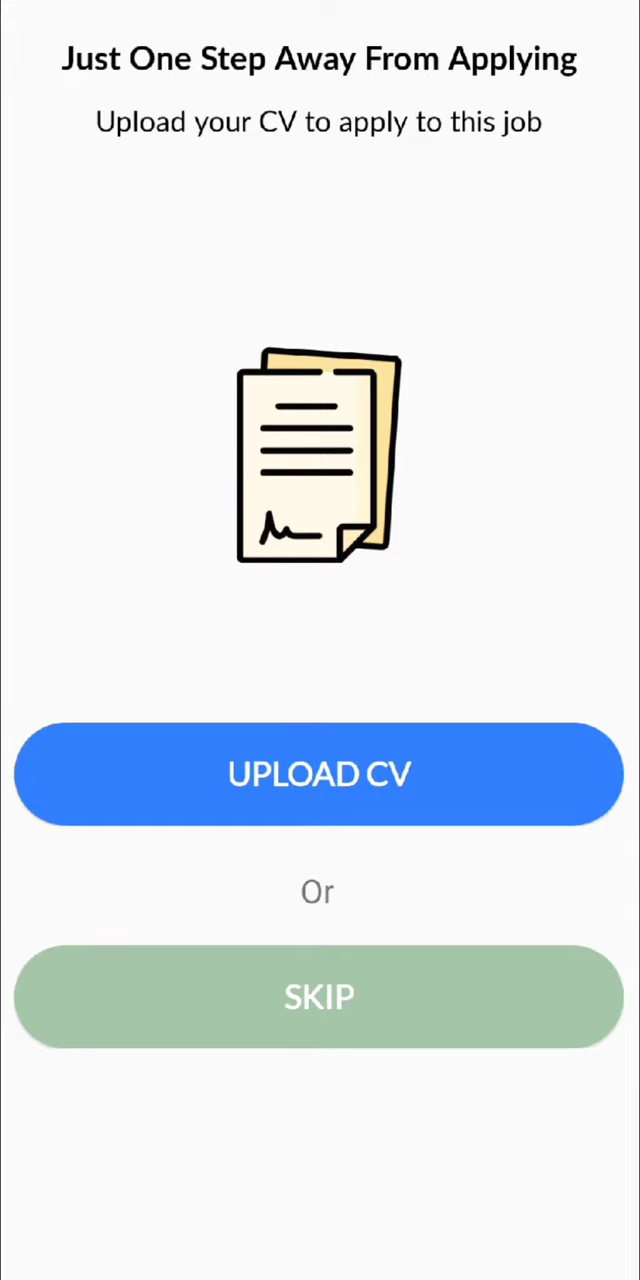 Just One Step Away From Applying
Upload your CV to apply to this job
UPLOAD CV
Or
SKIP